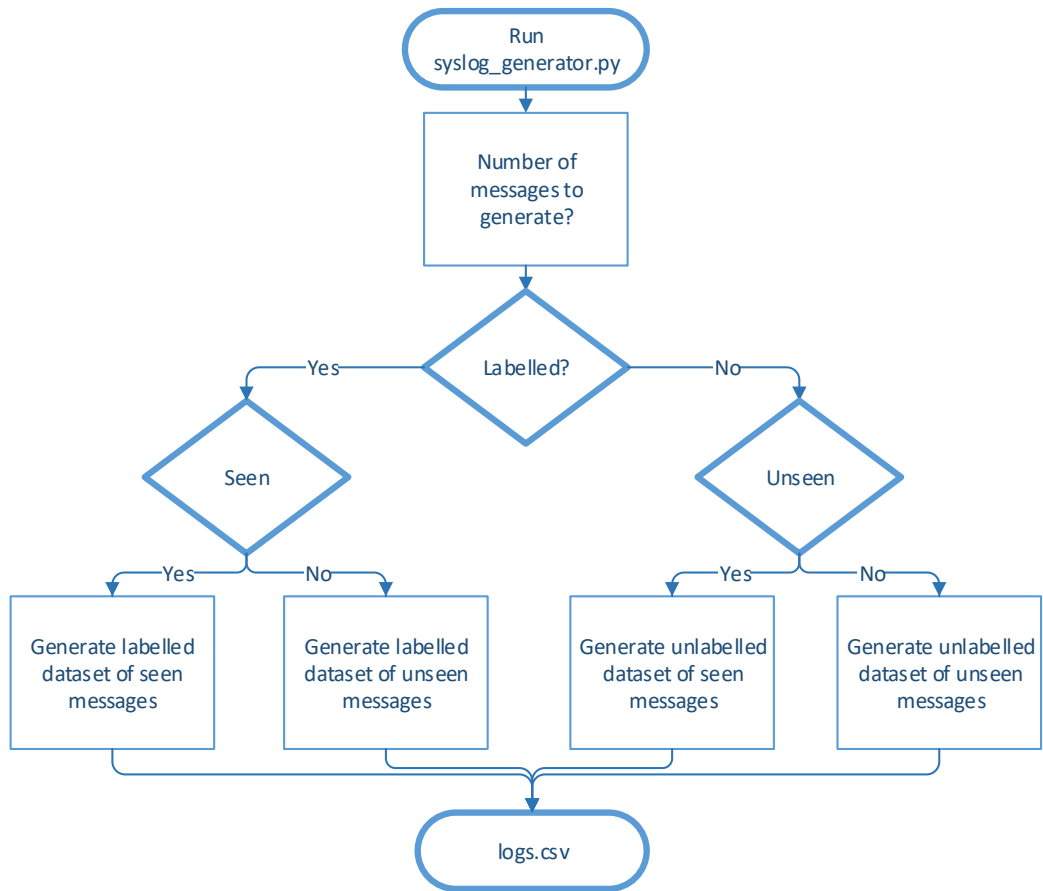 Run
syslog_generator.py
Number of
messages to
generate?
Labelled?
Yes
No
Seen
Unseen
Yes
No
Yes
No
Generate labelled
dataset of seen
messages
Generate labelled
dataset of unseen
messages
Generate unlabelled
dataset of seen
messages
Generate unlabelled
dataset of unseen
messages
logs.csv